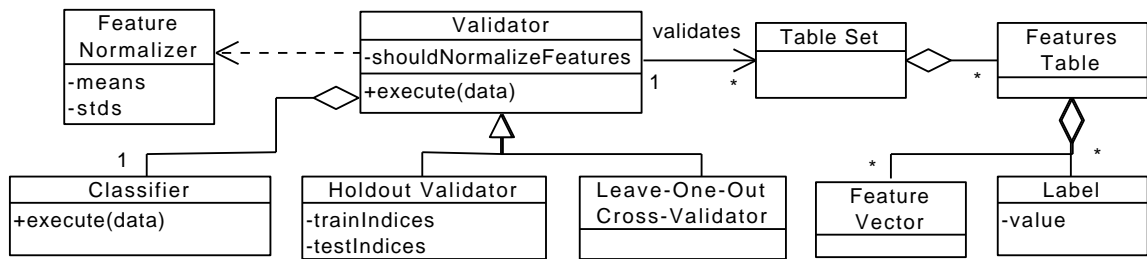 Feature
Normalizer
-means
-stds
Validator
-shouldNormalizeFeatures
+execute(data)
validates
1
*
Table Set
*
Features
Table
1
*
*
Classifier
+execute(data)
Holdout Validator
-trainIndices
-testIndices
Leave-One-Out
Cross-Validator
Feature
Vector
Label
-value